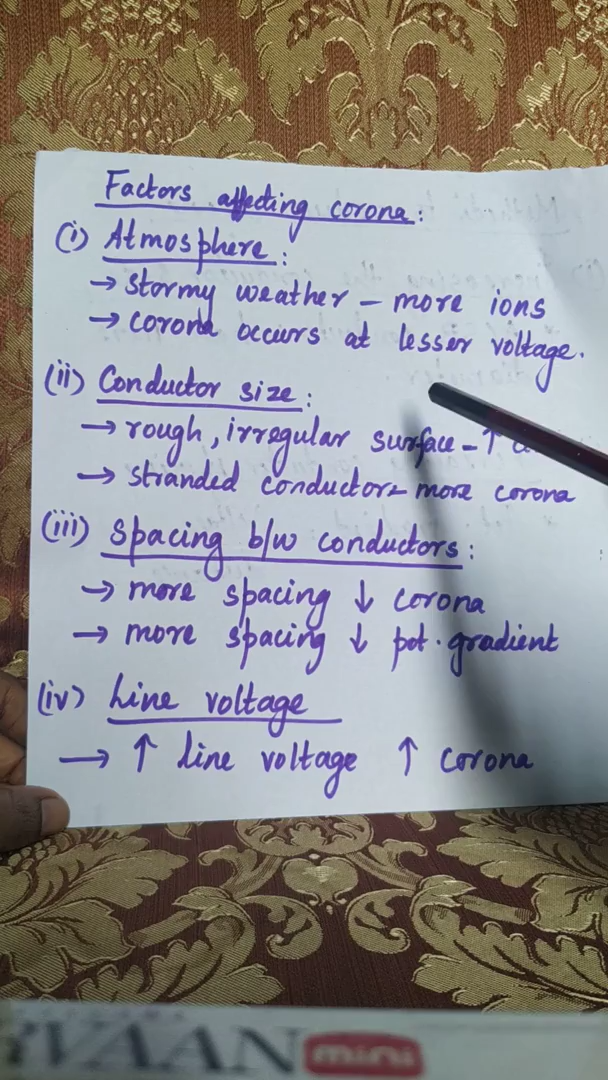 Factors affecting corona:
(i) Atmosphere:
→ stormy weather – more ions
→ corona occurs at lesser voltage.
(ii) Conductor size:
→ rough, irregular surface – ↑
→ stranded conductor – more corona
(iii) Spacing b/w conductors:
→ more spacing ↓ corona
→ more spacing ↓ pot. gradient
(iv) Line voltage
→ ↑ line voltage ↑ corona
YVAAN mini